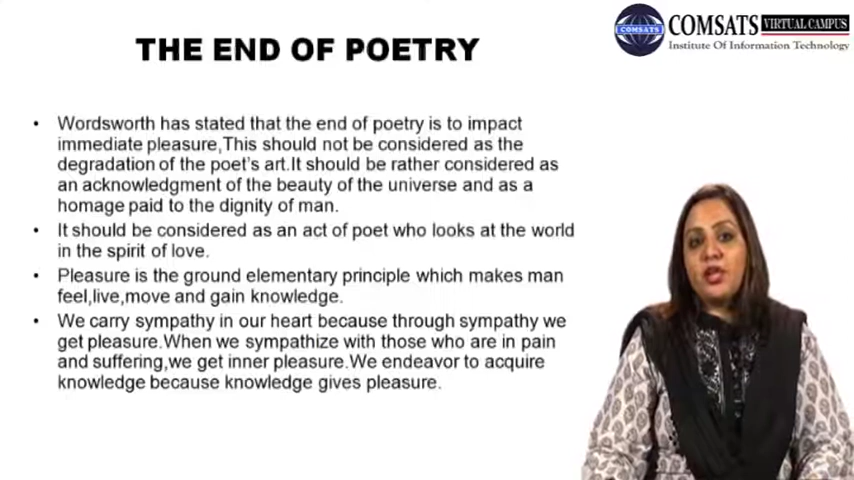 THE END OF POETRY
COMSATS VIRTUAL CAMPUS
Institute Of Information Technology
COMSATS
• Wordsworth has stated that the end of poetry is to impact
immediate pleasure,This should not be considered as the
degradation of the poet's art.It should be rather considered as
an acknowledgment of the beauty of the universe and as a
homage paid to the dignity of man.
• It should be considered as an act of poet who looks at the world
in the spirit of love.
• Pleasure is the ground elementary principle which makes man
feel,live,move and gain knowledge.
• We carry sympathy in our heart because through sympathy we
get pleasure.When we sympathize with those who are in pain
and suffering,we get inner pleasure.We endeavor to acquire
knowledge because knowledge gives pleasure.